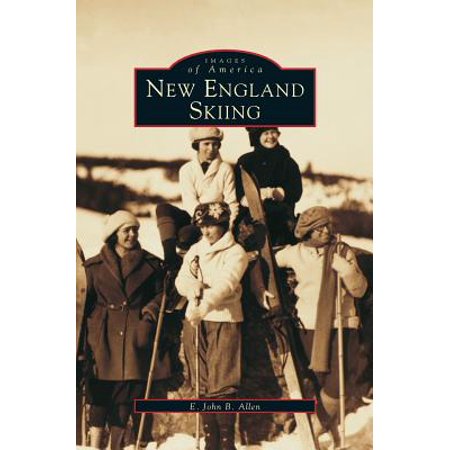 IMAGES
of America
NEW ENGLAND
SKIING
E. John B. Allen